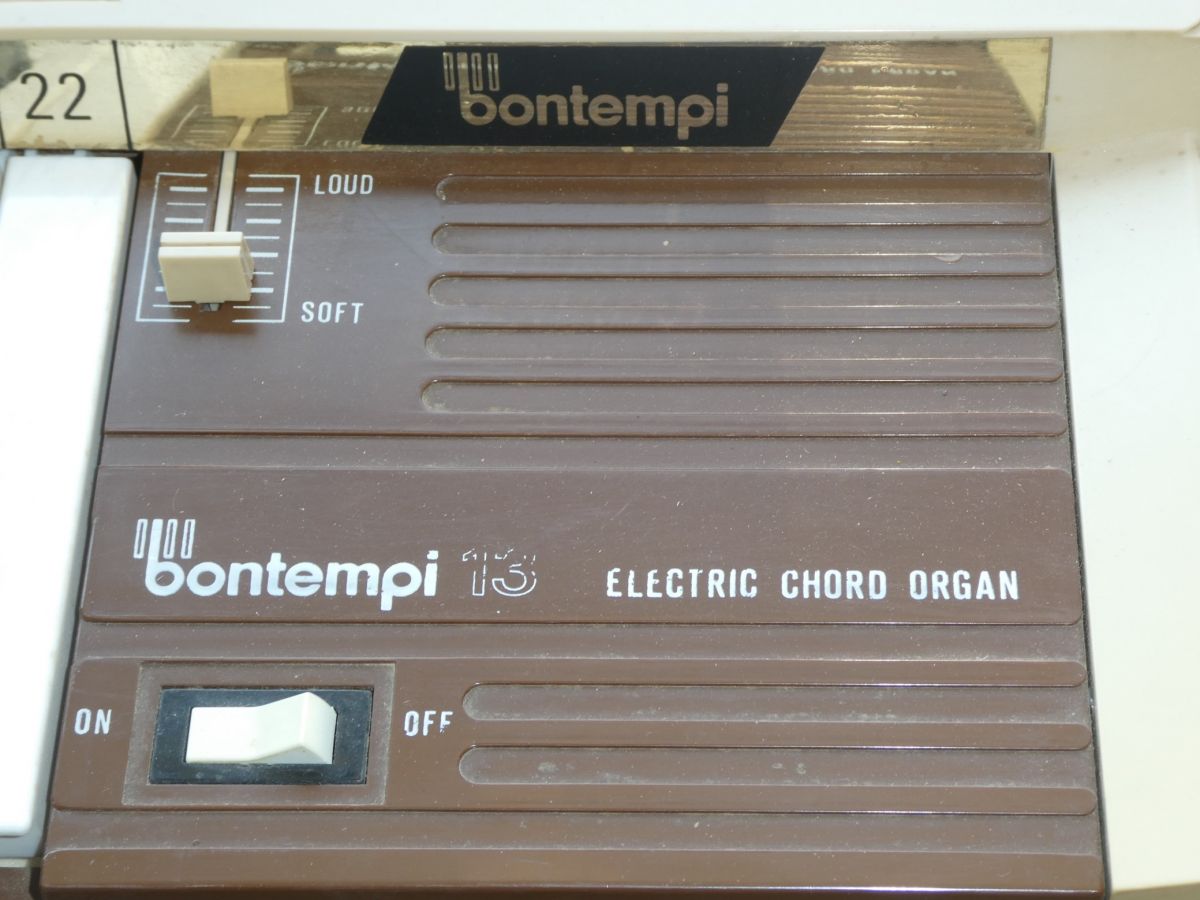 22
bontempi
LOUD
SOFT
bontempi 13 ELECTRIC CHORD ORGAN
ON OFF